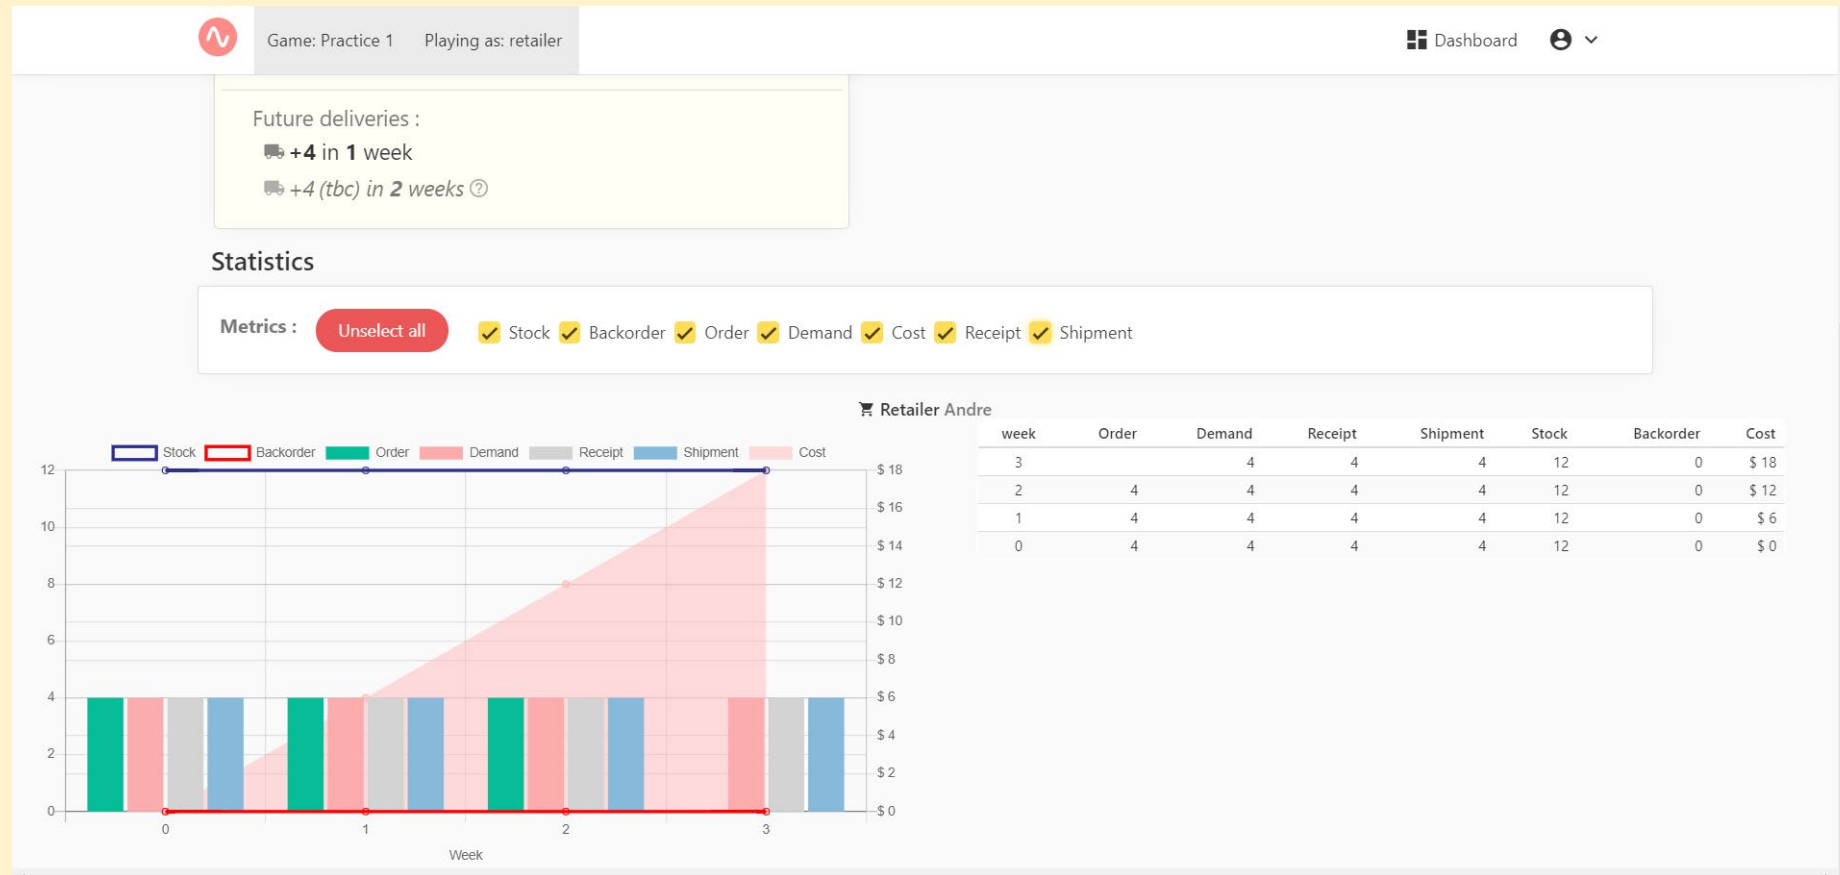 Game: Practice 1 Playing as: retailer Dashboard
Future deliveries :
+4 in 1 week
+4 (tbc) in 2 weeks
Statistics
Metrics : Unselect all Stock Backorder Order Demand Cost Receipt Shipment
Retailer Andre
Stock Backorder Order Demand Receipt Shipment Cost
12
10
8
6
4
2
0
$ 18
$ 16
$ 14
$ 12
$ 10
$ 8
$ 6
$ 4
$ 2
$ 0
0 1 2 3
Week
week Order Demand Receipt Shipment Stock Backorder Cost
3 4 4 4 12 0 $ 18
2 4 4 4 4 12 0 $ 12
1 4 4 4 4 12 0 $ 6
0 4 4 4 4 12 0 $ 0